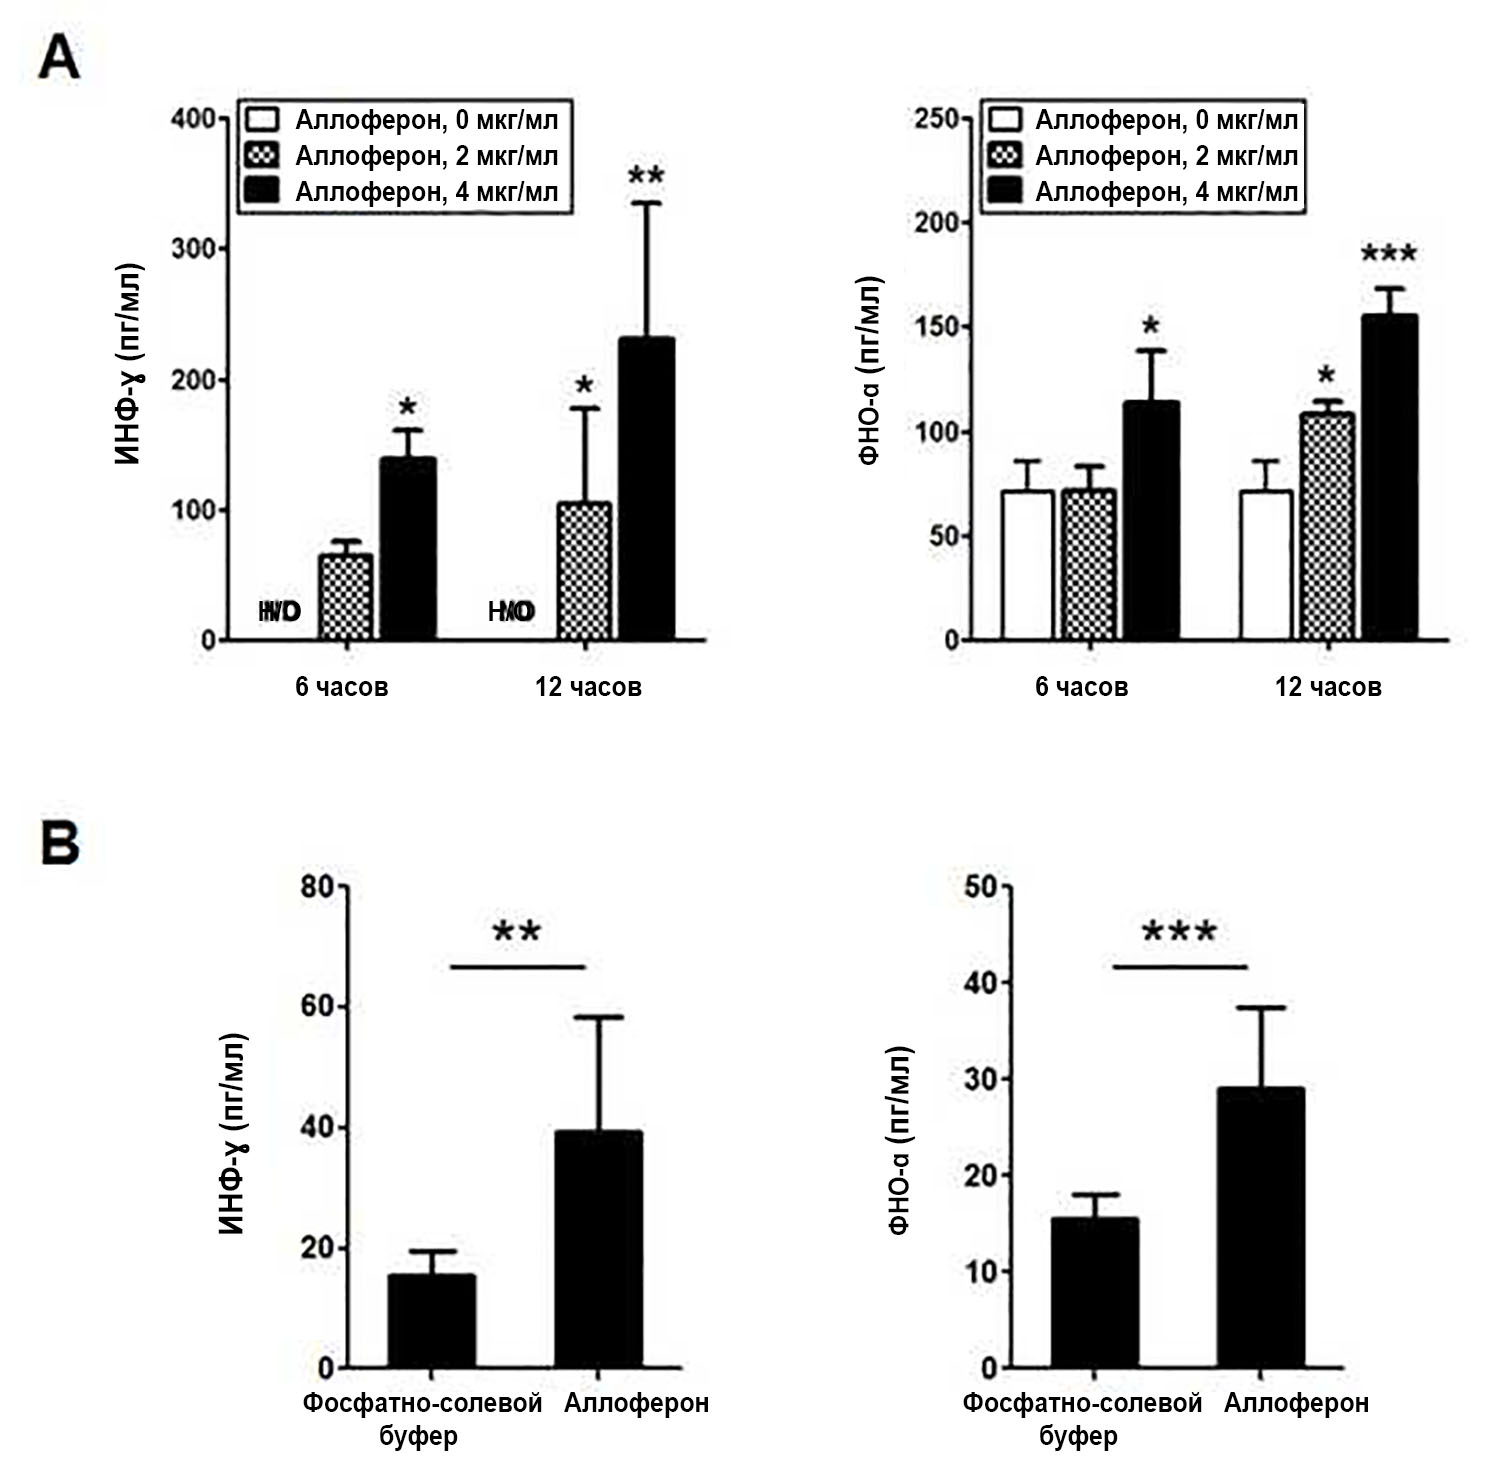 A
400
300
200
100
0
ИНФ-ɣ (пг/мл)
Аллоферон, 0 мкг/мл
Аллоферон, 2 мкг/мл
Аллоферон, 4 мкг/мл
*
*
**
6 часов
12 часов
250
200
150
100
50
0
ФНО-α (пг/мл)
Аллоферон, 0 мкг/мл
Аллоферон, 2 мкг/мл
Аллоферон, 4 мкг/мл
*
*
***
6 часов
12 часов
B
80
60
40
20
0
ИНФ-ɣ (пг/мл)
**
Фосфатно-солевой
буфер
Аллоферон
50
40
30
20
10
0
ФНО-α (пг/мл)
***
Фосфатно-солевой
буфер
Аллоферон